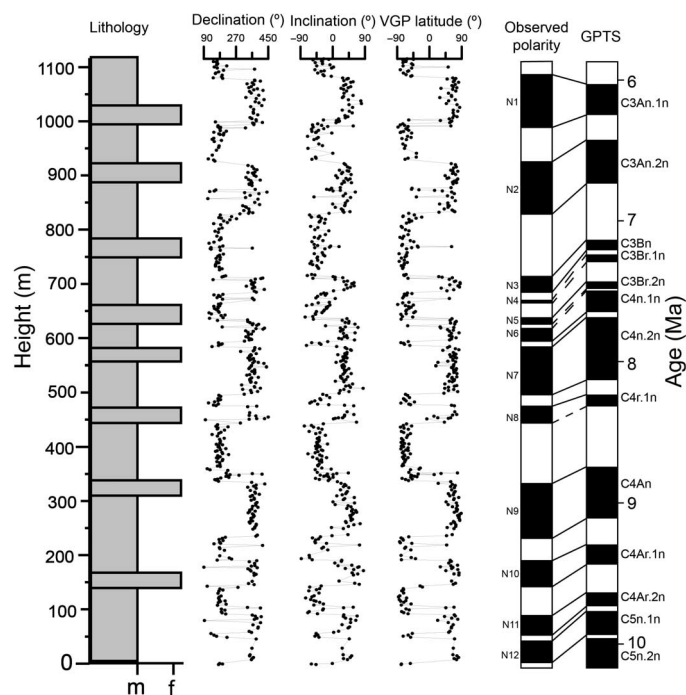 Lithology
Declination (º)
Inclination (º)
VGP latitude (º)
Observed
polarity
GPTS
90 270 450
−90 0 90
−90 0 90
Height (m)
1100
1000
900
800
700
600
500
400
300
200
100
0
m f
N1
N2
N3
N4
N5
N6
N7
N8
N9
N10
N11
N12
C3An.1n
C3An.2n
C3Bn
C3Br.1n
C3Br.2n
C4n.1n
C4n.2n
C4r.1n
C4An
C4Ar.1n
C4Ar.2n
C5n.1n
C5n.2n
6
7
8
9
10
Age (Ma)